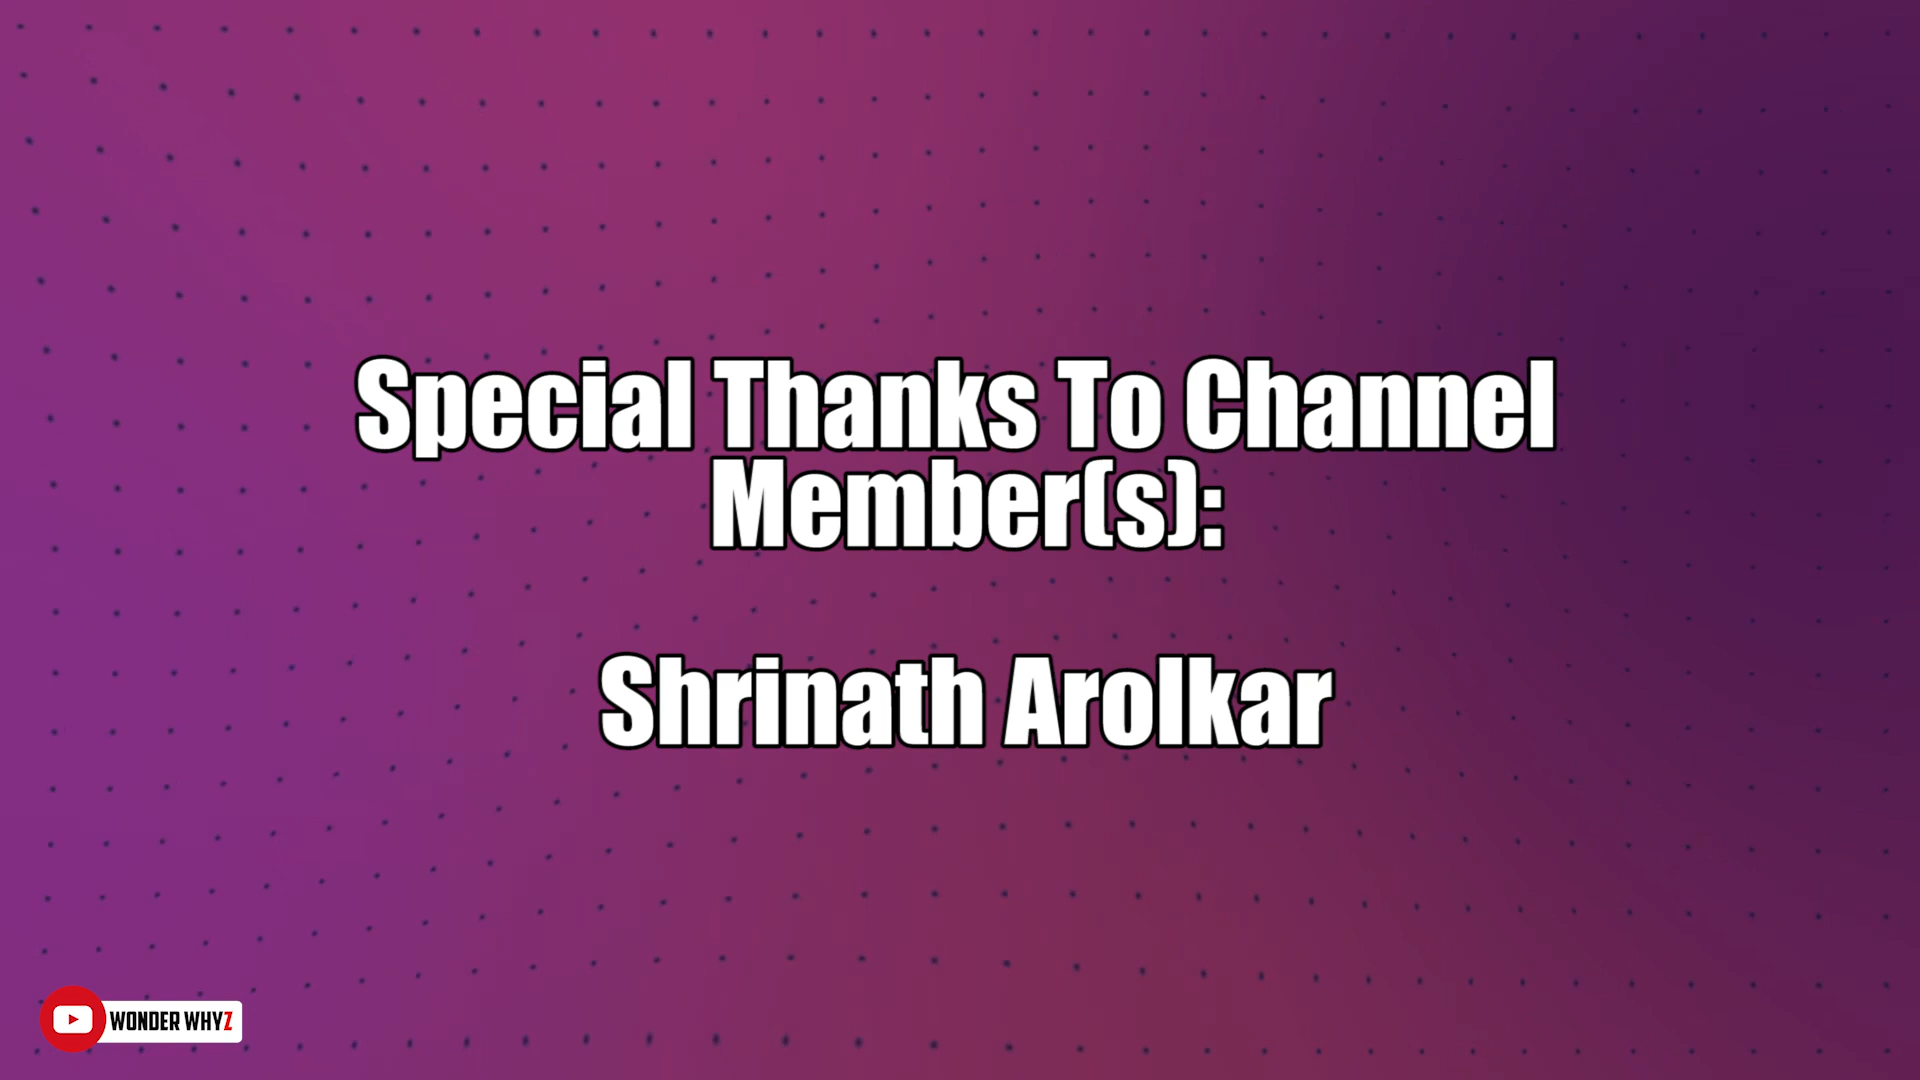 Special Thanks To Channel
Member(s):
Shrinath Arolkar
WONDER WHYZ